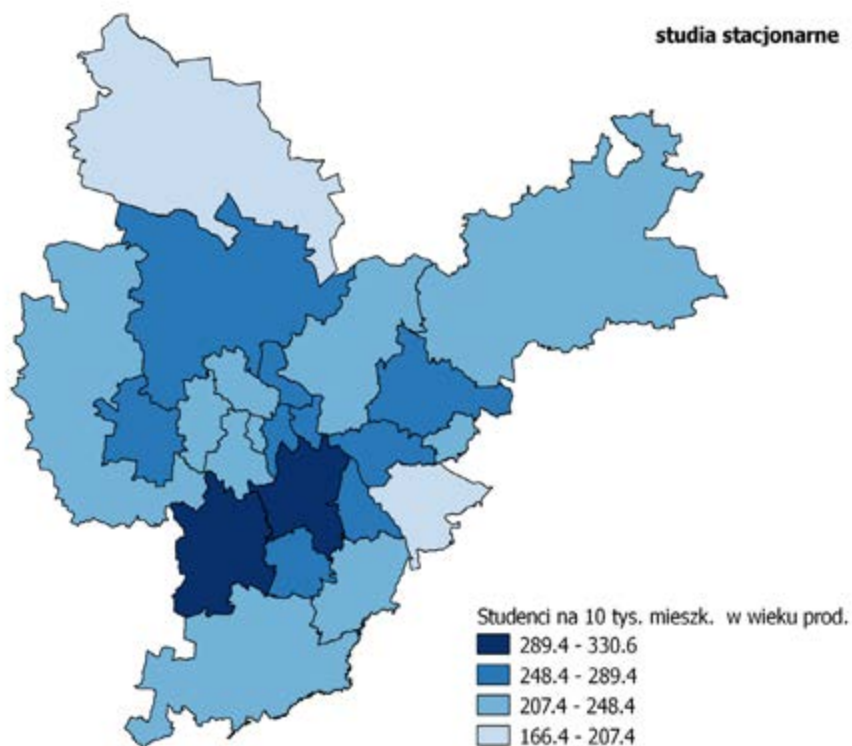 studia stacjonarne
Studenci na 10 tys. mieszk. w wieku prod.
289.4 - 330.6
248.4 - 289.4
207.4 - 248.4
166.4 - 207.4